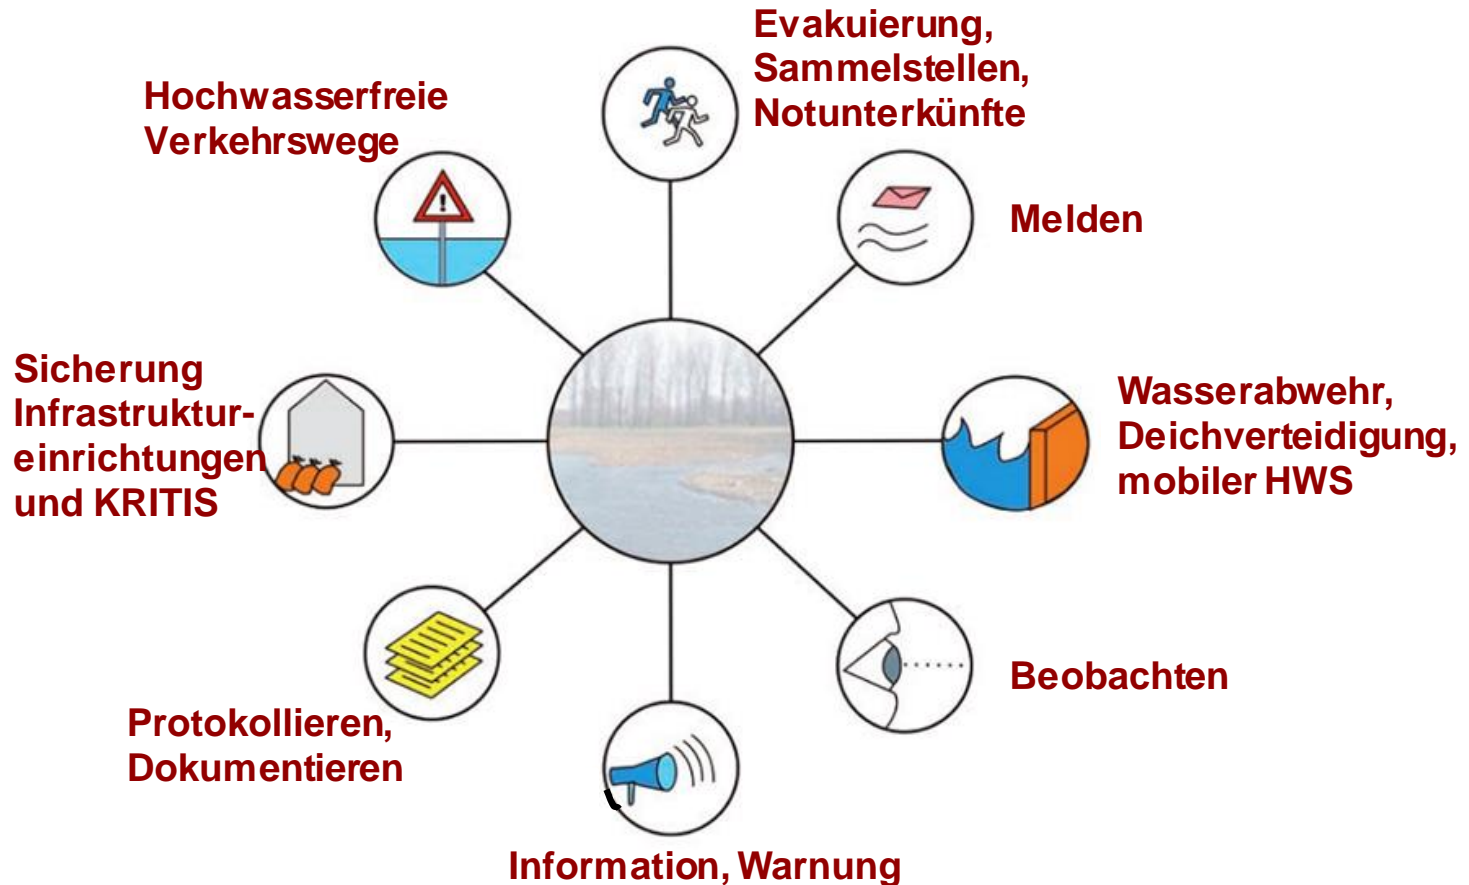 Evakuierung,
Sammelstellen,
Notunterkünfte
Hochwasserfreie
Verkehrswege
!
Melden
Sicherung
Infrastruktur-
einrichtungen
und KRITIS
Wasserabwehr,
Deichverteidigung,
mobiler HWS
Beobachten
Protokollieren,
Dokumentieren
Information, Warnung